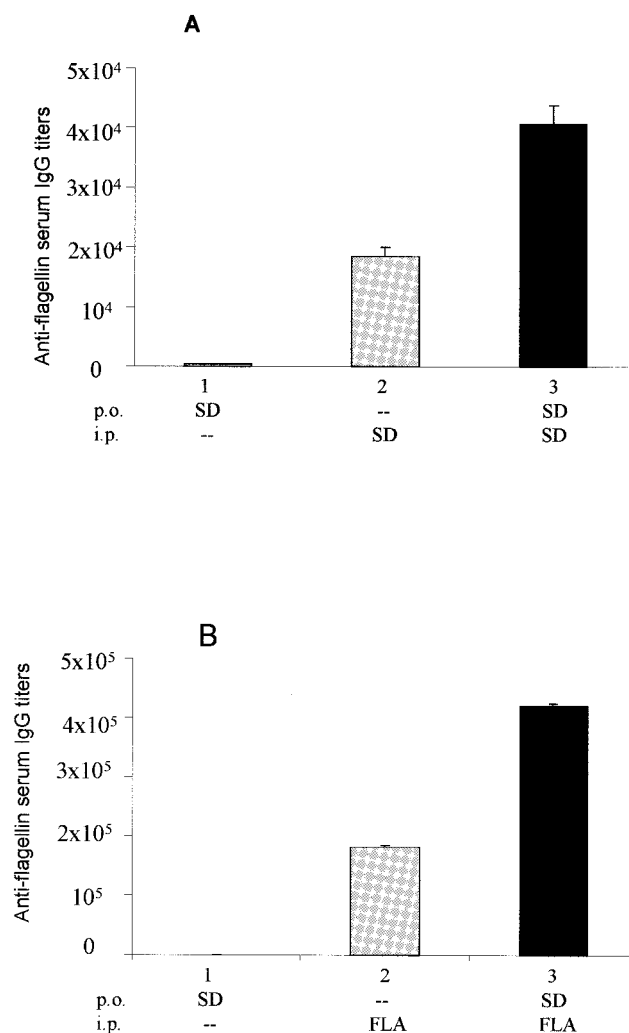 A
Anti-flagellin serum IgG titers
5x10⁴
4x10⁴
3x10⁴
2x10⁴
10⁴
0
1 2 3
p.o. SD -- SD
i.p. -- SD SD
B
Anti-flagellin serum IgG titers
5x10⁵
4x10⁵
3x10⁵
2x10⁵
10⁵
0
1 2 3
p.o. SD -- SD
i.p. -- FLA FLA